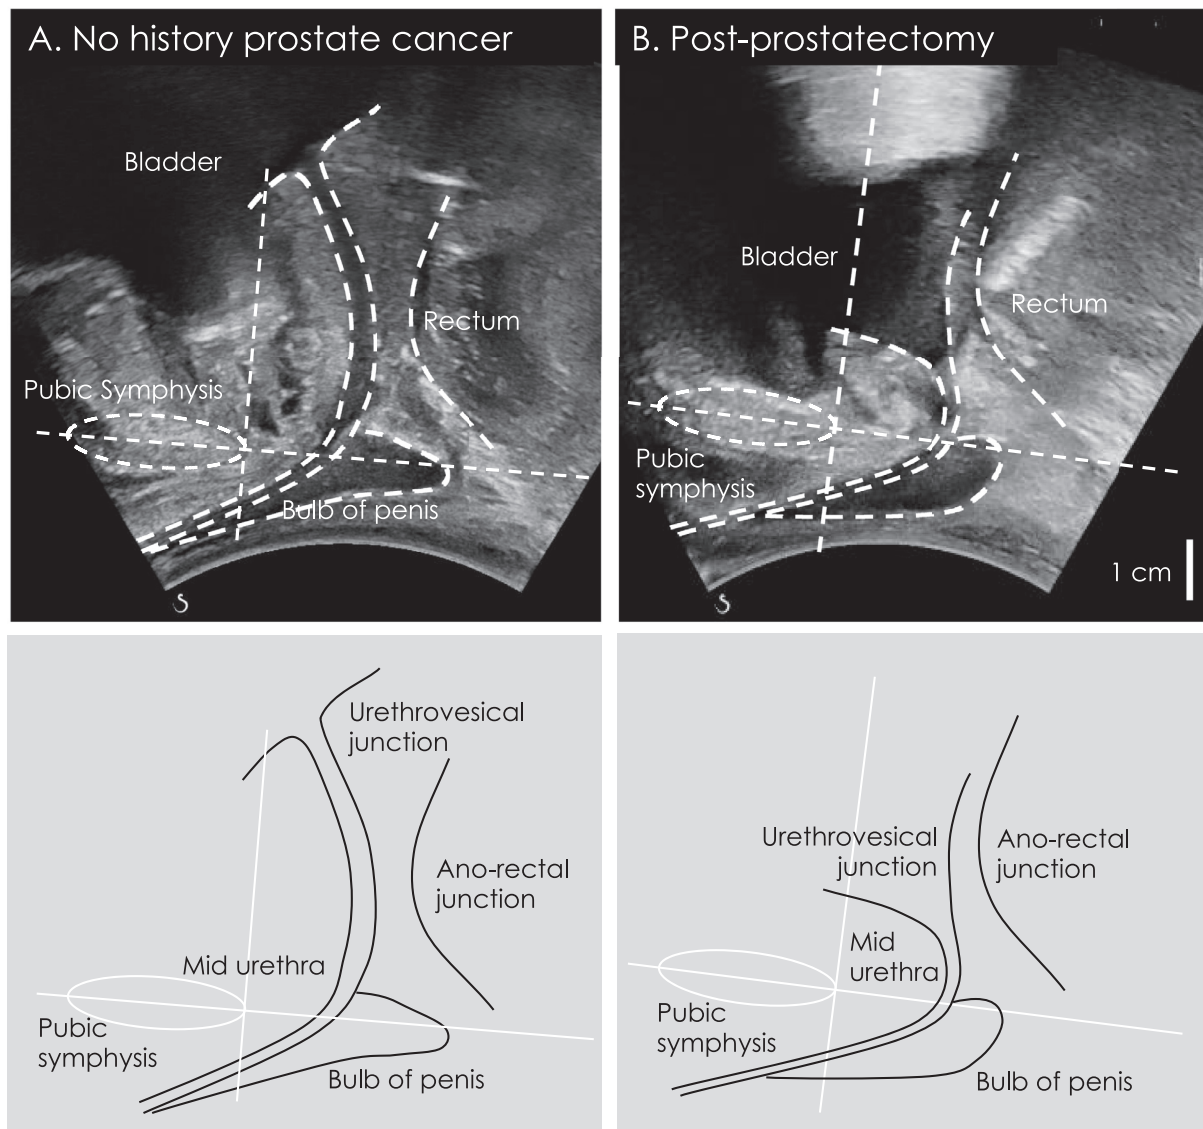 A. No history prostate cancer
Bladder
Rectum
Pubic Symphysis
Bulb of penis
B. Post-prostatectomy
Bladder
Rectum
Pubic
symphysis
1 cm
Urethrovesical
junction
Ano-rectal
junction
Mid urethra
Pubic
symphysis
Bulb of penis
Urethrovesical
junction
Ano-rectal
junction
Mid
urethra
Pubic
symphysis
Bulb of penis